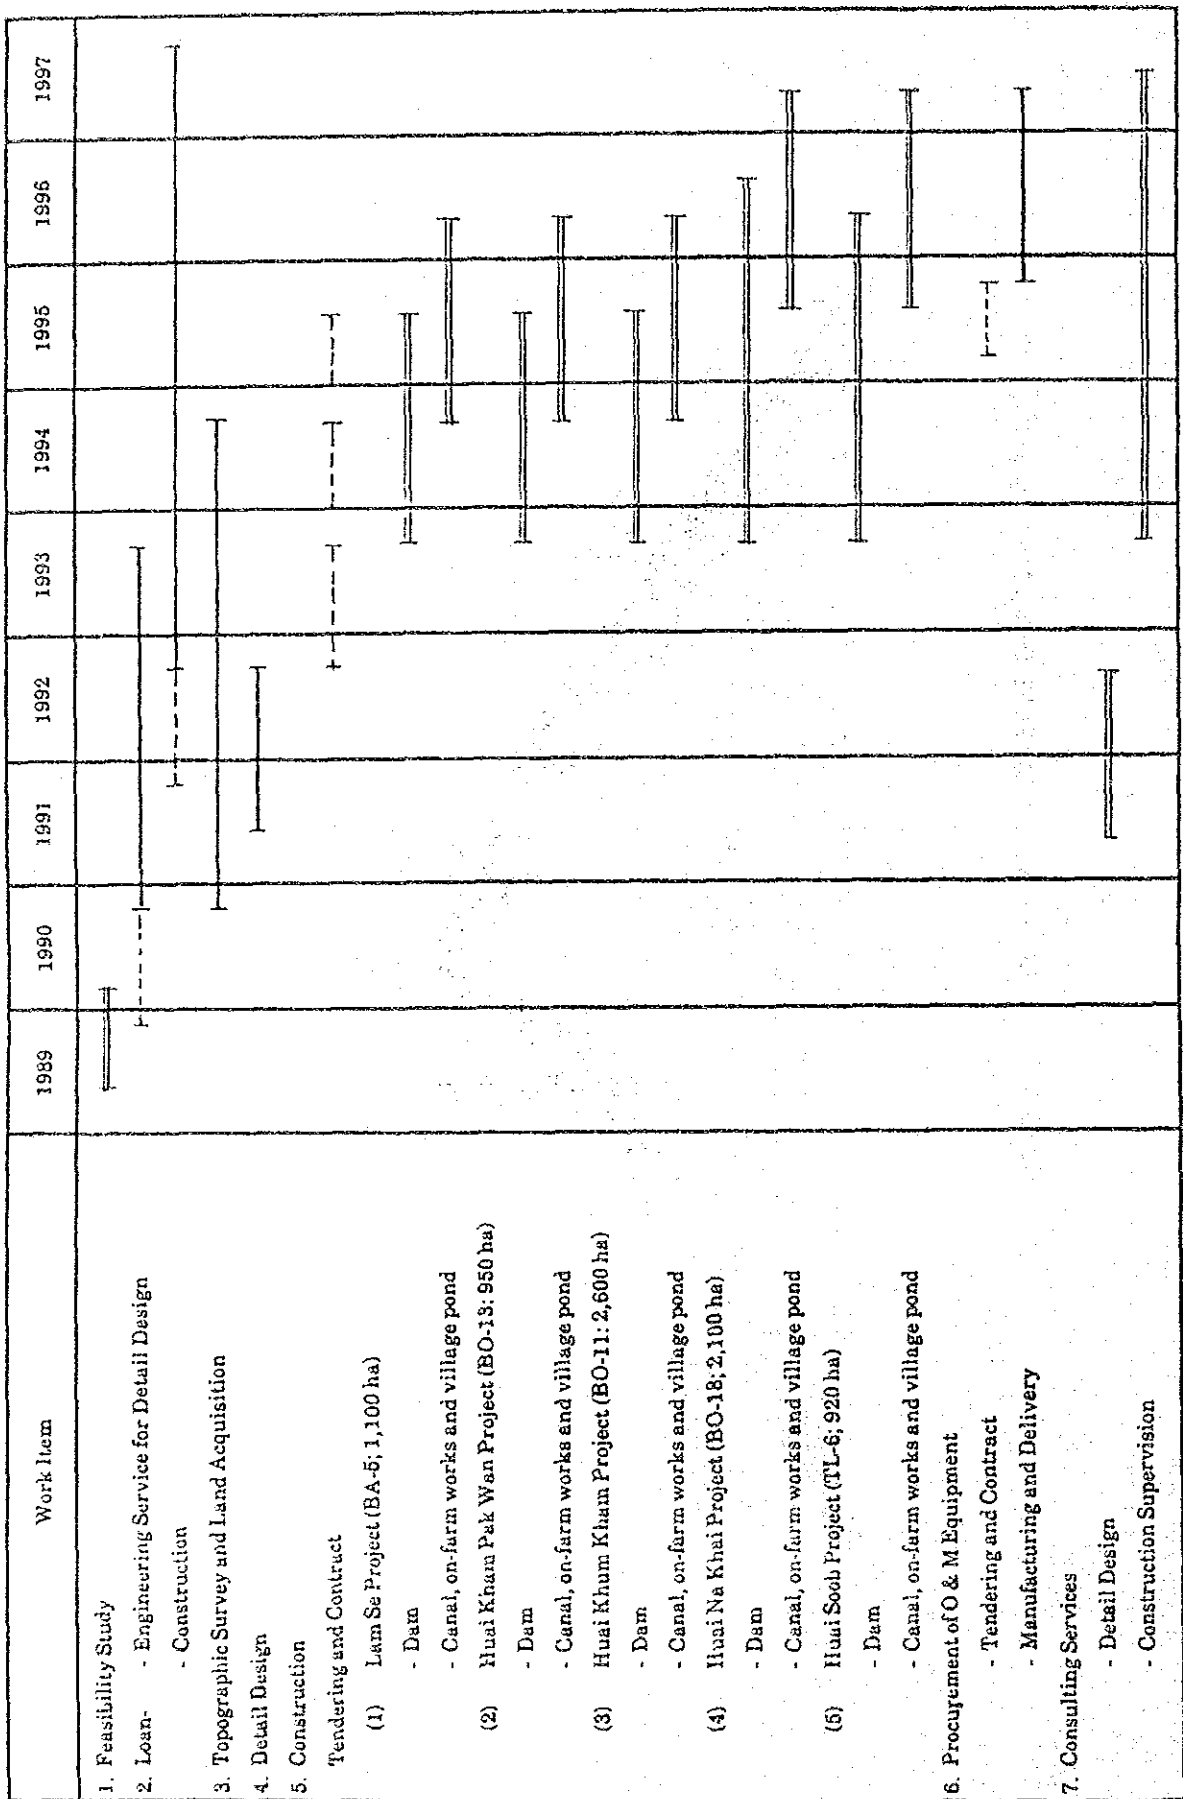 Work Item 1989 1990 1991 1992 1993 1994 1995 1996 1997
1. Feasibility Study
2. Loan- - Engineering Service for Detail Design
- Construction
3. Topographic Survey and Land Acquisition
4. Detail Design
5. Construction
Tendering and Contruct
(1) Lam Se Project (BA-5; 1,100 ha)
- Dam
- Canal, on-farm works and village pond
(2) Huai Kham Pak Wan Project (BO-13: 950 ha)
- Dam
- Canal, on-farm works and village pond
(3) Huai Khum Kham Project (BO-11: 2,600 ha)
- Dam
- Canal, on-farm works and village pond
(4) Huai Na Khai Project (BO-18; 2,100 ha)
- Dam
- Canal, on-farm works and village pond
(5) Huai Soob Project (TL-6; 920 ha)
- Dam
- Canal, on-farm works and village pond
6. Procurement of O & M Equipment
- Tendering and Contract
- Manufacturing and Delivery
7. Consulting Services
- Detail Design
- Construction Supervision